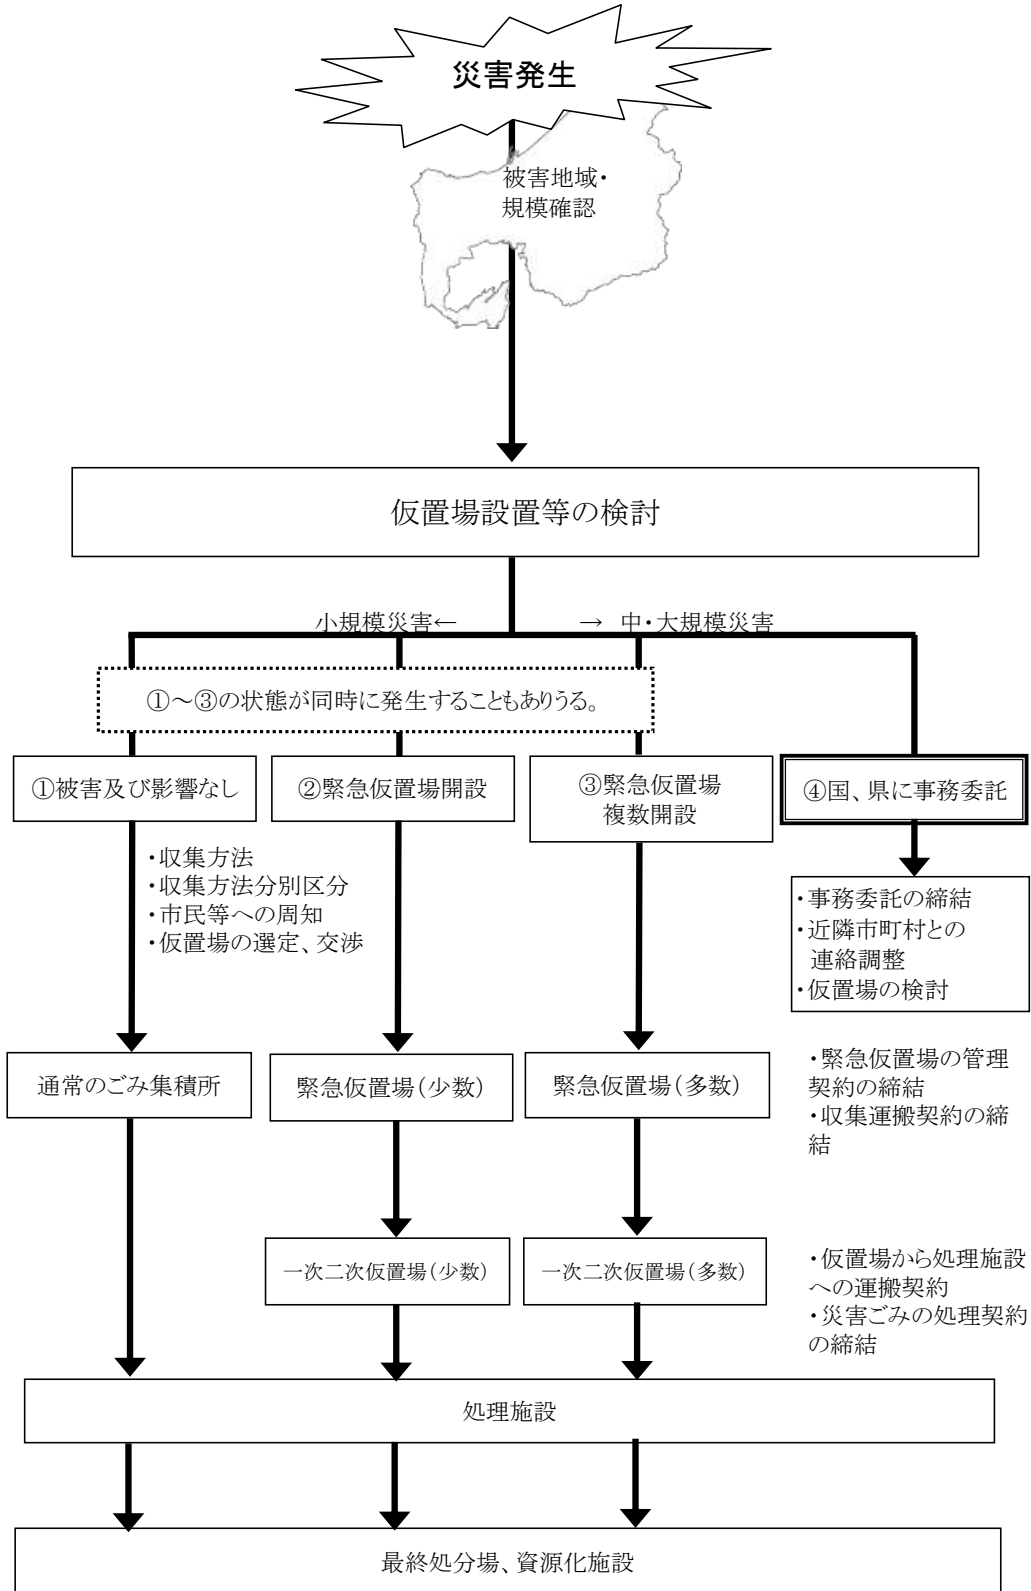 災害発生
被害地域・
規模確認
仮置場設置等の検討
小規模災害← → 中・大規模災害
①～③の状態が同時に発生することもありうる。
①被害及び影響なし
②緊急仮置場開設
③緊急仮置場
複数開設
④国、県に事務委託
・収集方法
・収集方法分別区分
・市民等への周知
・仮置場の選定、交渉
・事務委託の締結
・近隣市町村との
連絡調整
・仮置場の検討
通常のごみ集積所
緊急仮置場(少数)
緊急仮置場(多数)
・緊急仮置場の管理
契約の締結
・収集運搬契約の締
結
一次二次仮置場(少数)
一次二次仮置場(多数)
・仮置場から処理施設
への運搬契約
・災害ごみの処理契約
の締結
処理施設
最終処分場、資源化施設